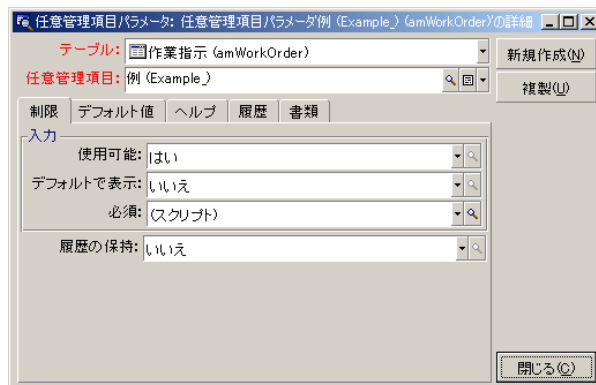 任意管理項目パラメータ: 任意管理項目パラメータ'例 (Example_) (amWorkOrder)'の詳細
テーブル: 作業指示 (amWorkOrder)
新規作成(N)
任意管理項目: 例 (Example_)
複製(U)
制限 デフォルト値 ヘルプ 履歴 書類
入力
使用可能: はい
デフォルトで表示: いいえ
必須: (スクリプト)
履歴の保持: いいえ
閉じる(C)